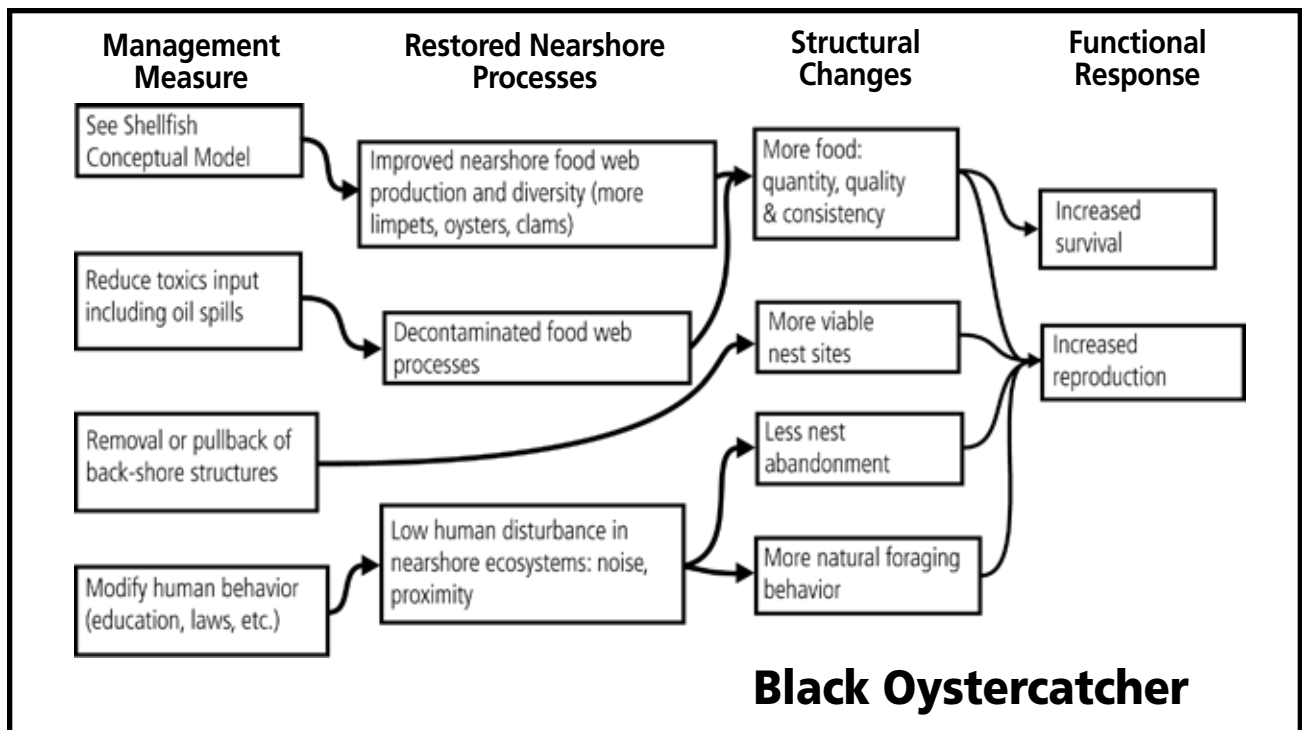 Management
Measure
Restored Nearshore
Processes
Structural
Changes
Functional
Response
See Shellfish
Conceptual Model
Reduce toxics input
including oil spills
Removal or pullback of
back-shore structures
Modify human behavior
(education, laws, etc.)
Improved nearshore food web
production and diversity (more
limpets, oysters, clams)
Decontaminated food web
processes
Low human disturbance in
nearshore ecosystems: noise,
proximity
More food:
quantity, quality
& consistency
More viable
nest sites
Less nest
abandonment
More natural foraging
behavior
Increased
survival
Increased
reproduction
Black Oystercatcher